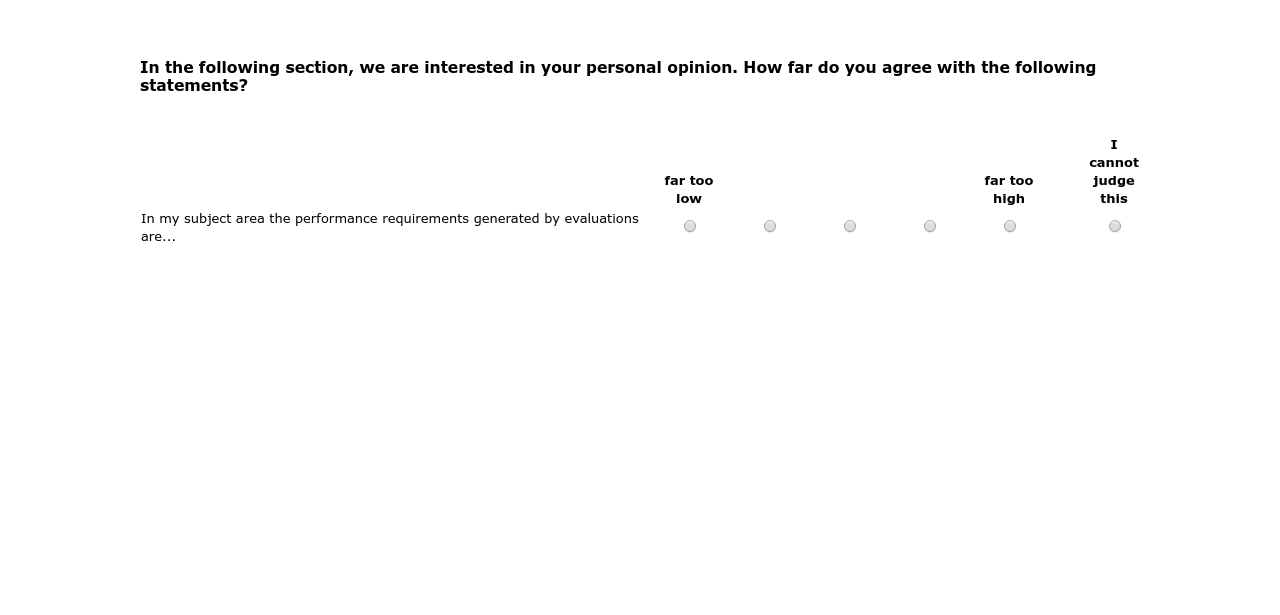 In the following section, we are interested in your personal opinion. How far do you agree with the following
statements?
far too
low
far too
high
I
cannot
judge
this
In my subject area the performance requirements generated by evaluations
are…